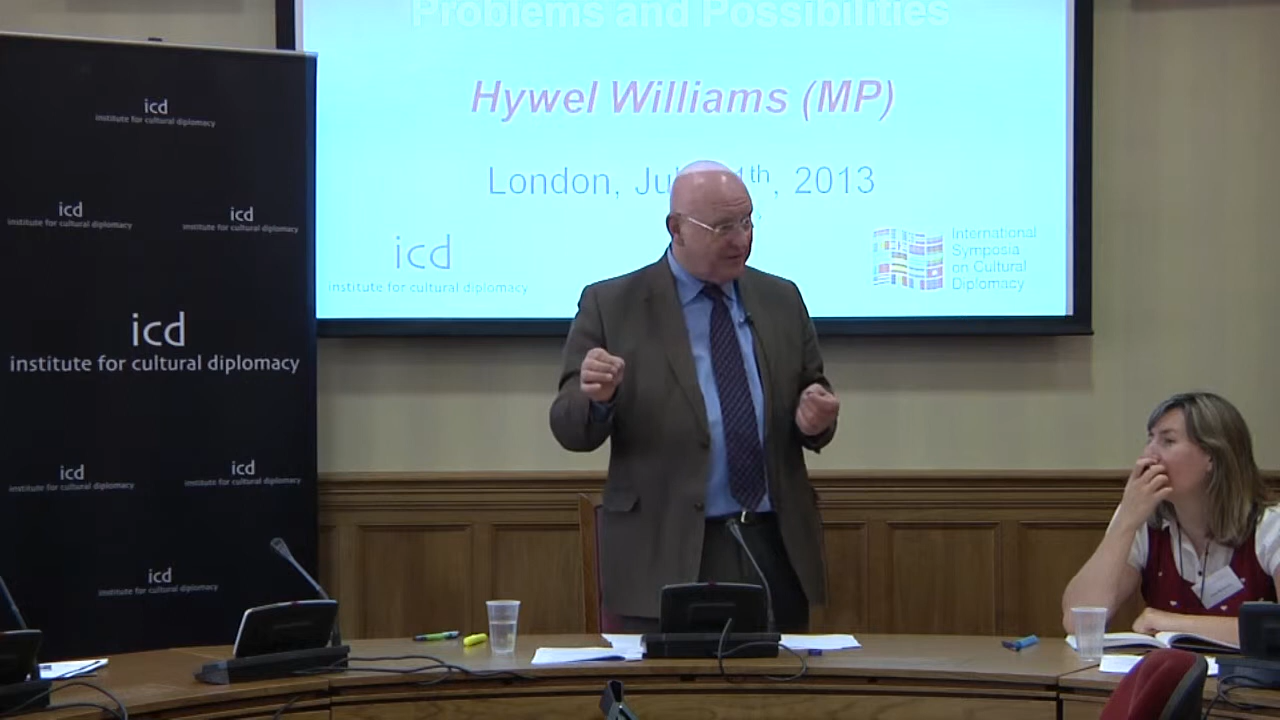 Problems and Possibilities
Hywel Williams (MP)
London, th, 2013
icd
institute for cultural diplomacy
International
Symposia
on Cultural
Diplomacy
icd
institute for cultural diplomacy
icd
institute for cultural diplomacy
icd
institute for cultural diplomacy
icd
institute for cultural diplomacy
icd
institute for cultural diplomacy
icd
institute for cultural diplomacy
icd
institute for cultural diplomacy